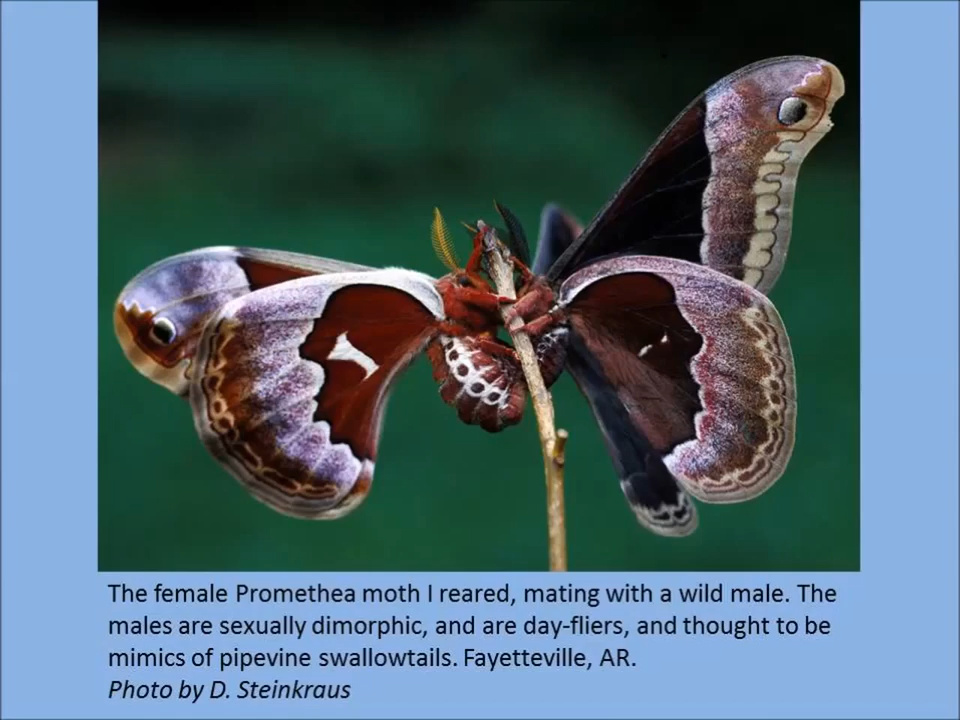 The female Promethea moth I reared, mating with a wild male. The
males are sexually dimorphic, and are day-fliers, and thought to be
mimics of pipevine swallowtails. Fayetteville, AR.
Photo by D. Steinkraus